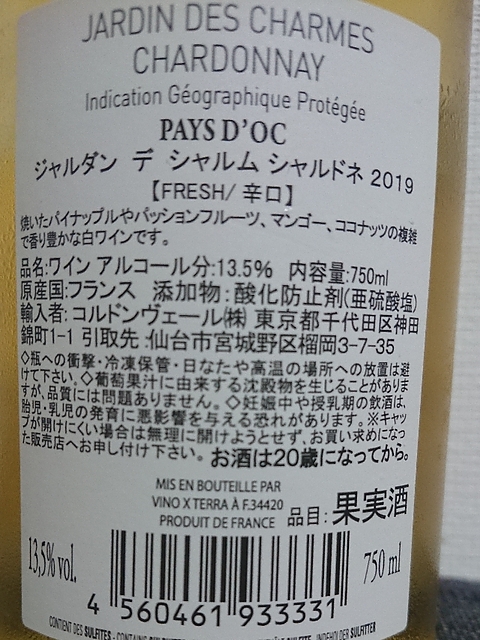 JARDIN DES CHARMES
CHARDONNAY
Indication Géographique Protégée
PAYS D'OC
ジャルダン デ シャルム シャルドネ 2019
【FRESH/ 辛口】
焼いたパイナップルやパッションフルーツ、マンゴー、ココナッツの複雑
で香り豊かな白ワインです。
品名:ワイン アルコール分:13.5% 内容量:750ml
原産国:フランス 添加物:酸化防止剤(亜硫酸塩)
輸入者:コルドンヴェール㈱ 東京都千代田区神田
錦町1-1 引取先:仙台市宮城野区榴岡3-7-35
◇瓶への衝撃・冷凍保管・日なたや高温の場所への放置は避
けて下さい。◇葡萄果汁に由来する沈殿物を生じることがありま
すが、品質には問題ありません。◇妊娠中や授乳期の飲酒は、
胎児・乳児の発育に悪影響を与える恐れがあります。※キャッ
プが開けにくい場合は無理に開けようとせず、お買い求めになっ
た販売店へお申し付け下さい。お酒は20歳になってから。
MIS EN BOUTEILLE PAR
VINO X TERRA À F.34420
PRODUIT DE FRANCE
品目:果実酒
13,5% vol.
750 ml
4 560461 933331
CONTIENT DES SULFITES - CONTAINS